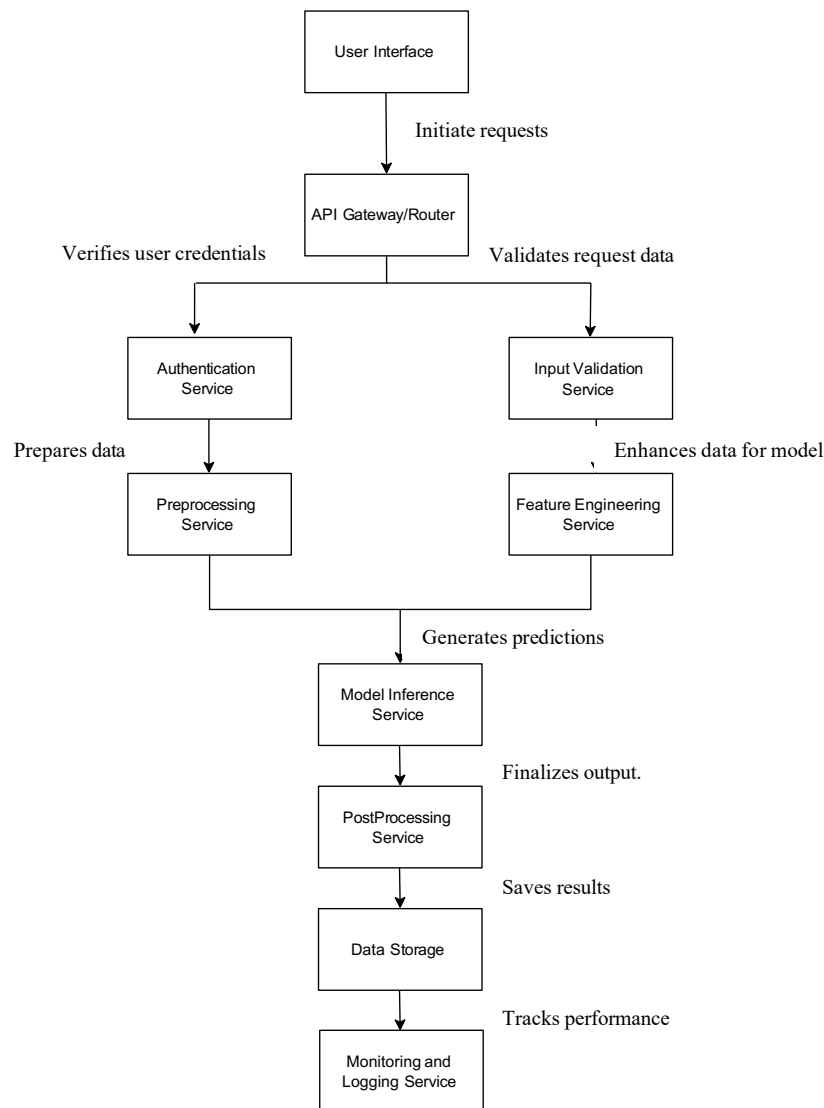 User Interface
Initiate requests
API Gateway/Router
Verifies user credentials
Validates request data
Authentication
Service
Input Validation
Service
Prepares data
Enhances data for model
Preprocessing
Service
Feature Engineering
Service
Generates predictions
Model Inference
Service
Finalizes output.
PostProcessing
Service
Saves results
Data Storage
Tracks performance
Monitoring and
Logging Service